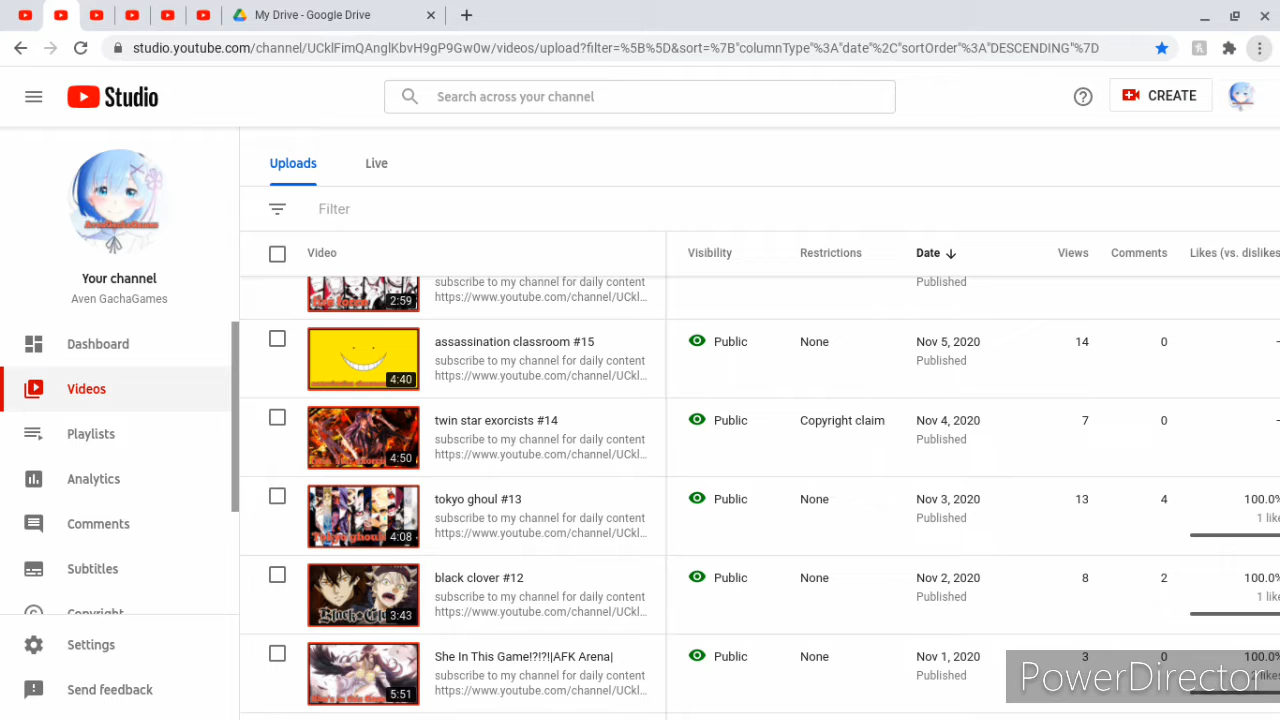 My Drive - Google Drive
studio.youtube.com/channel/UCklFimQAnglKbvH9gP9Gw0w/videos/upload?filter=%5B%5D&sort=%7B"columnType"%3A"date"%2C"sortOrder"%3A"DESCENDING"%7D
Studio
Search across your channel
CREATE
Your channel
Aven GachaGames
Dashboard
Videos
Playlists
Analytics
Comments
Subtitles
Copyright
Settings
Send feedback
Uploads Live
Filter
Video Visibility Restrictions Date Views Comments Likes (vs. dislikes
2:59 subscribe to my channel for daily content Published
https://www.youtube.com/channel/UCkl...
assassination classroom #15 Public None Nov 5, 2020 14 0 -
subscribe to my channel for daily content Published
https://www.youtube.com/channel/UCkl...
4:40
twin star exorcists #14 Public Copyright claim Nov 4, 2020 7 0 -
subscribe to my channel for daily content Published
https://www.youtube.com/channel/UCkl...
4:50
tokyo ghoul #13 Public None Nov 3, 2020 13 4 100.0%
subscribe to my channel for daily content Published 1 like
https://www.youtube.com/channel/UCkl...
Tokyo ghoul 4:08
black clover #12 Public None Nov 2, 2020 8 2 100.0%
subscribe to my channel for daily content Published 1 like
https://www.youtube.com/channel/UCkl...
Black Clo 3:43
She In This Game!?!?!|AFK Arena| Public None Nov 1, 2020 3 0 100.0%
subscribe to my channel for daily content Published
https://www.youtube.com/channel/UCkl...
5:51
PowerDirector